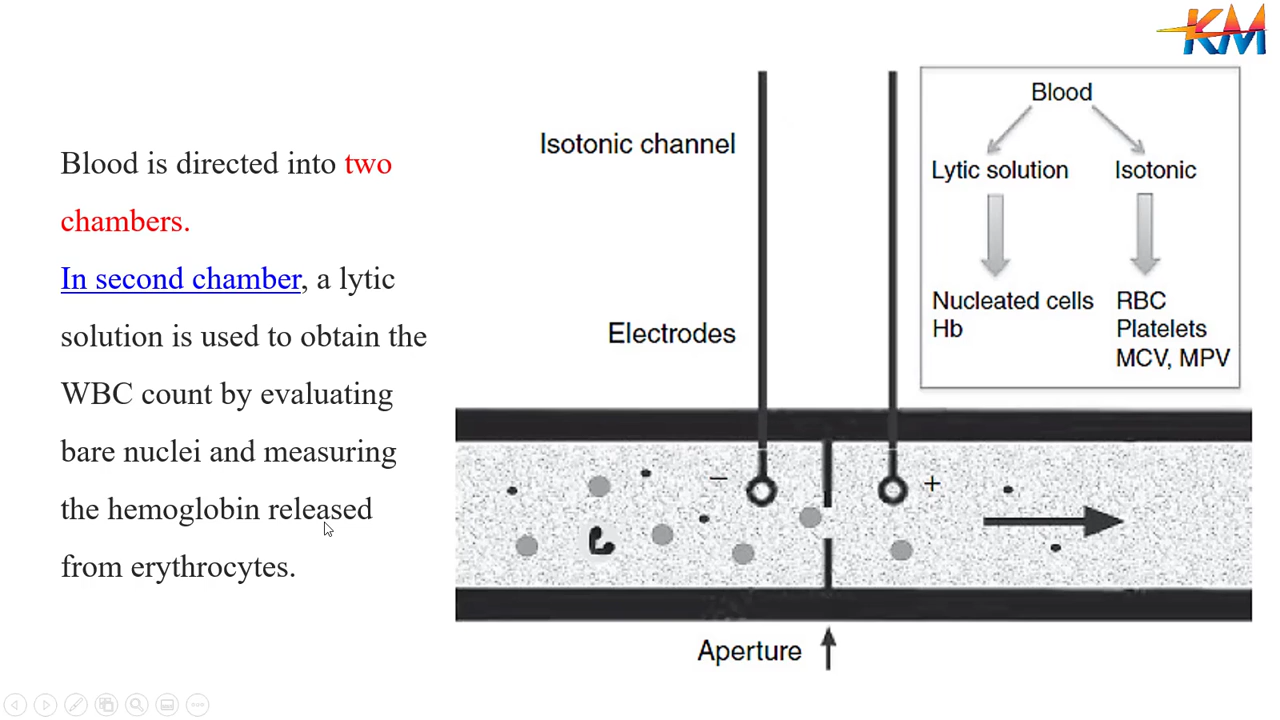 KM
Blood is directed into two
chambers.
In second chamber, a lytic
solution is used to obtain the
WBC count by evaluating
bare nuclei and measuring
the hemoglobin released
from erythrocytes.
Isotonic channel
Electrodes
Blood
Lytic solution Isotonic
Nucleated cells RBC
Hb Platelets
MCV, MPV
− +
Aperture